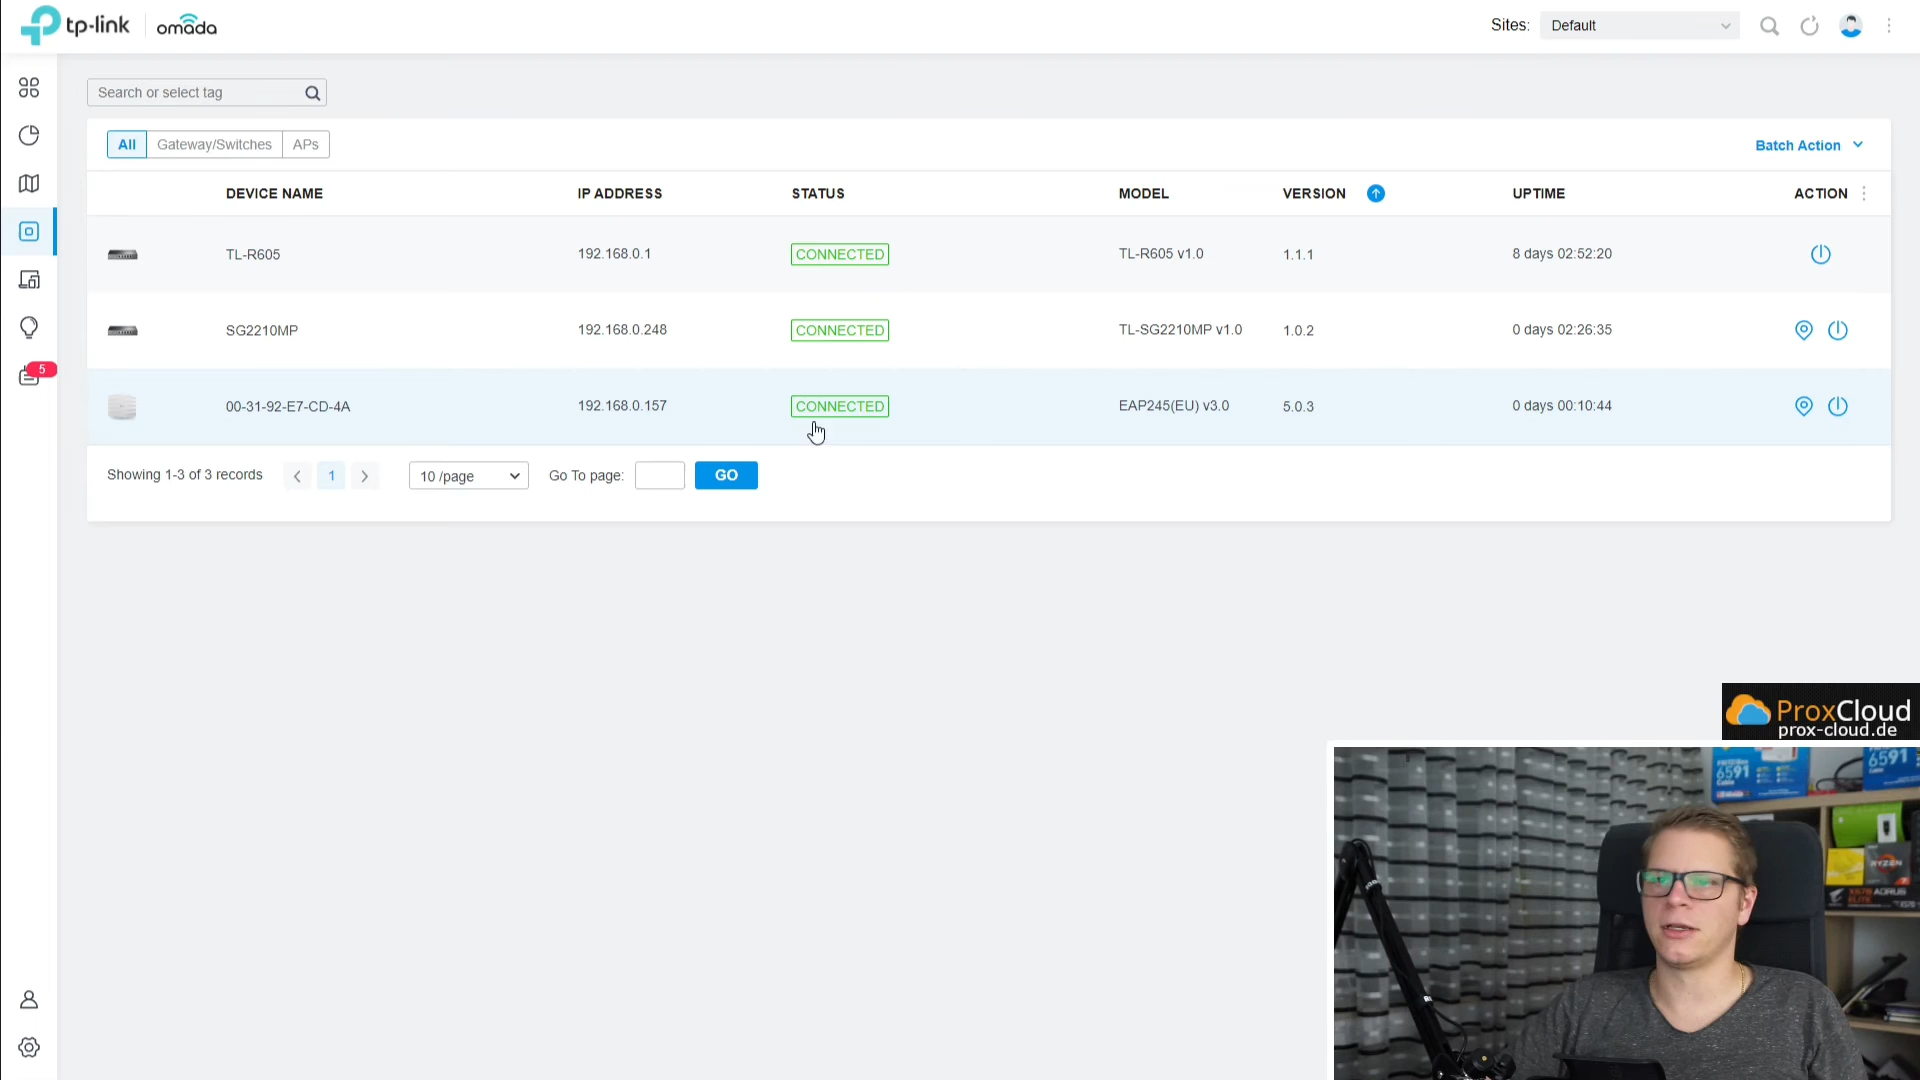 tp-link omada
Sites: Default
Search or select tag
All Gateway/Switches APs
Batch Action
DEVICE NAME IP ADDRESS STATUS MODEL VERSION UPTIME ACTION
TL-R605 192.168.0.1 CONNECTED TL-R605 v1.0 1.1.1 8 days 02:52:20
SG2210MP 192.168.0.248 CONNECTED TL-SG2210MP v1.0 1.0.2 0 days 02:26:35
5
00-31-92-E7-CD-4A 192.168.0.157 CONNECTED EAP245(EU) v3.0 5.0.3 0 days 00:10:44
Showing 1-3 of 3 records 1 10 /page Go To page: GO
ProxCloud
prox-cloud.de
6591
6591
RYZEN
AORUS